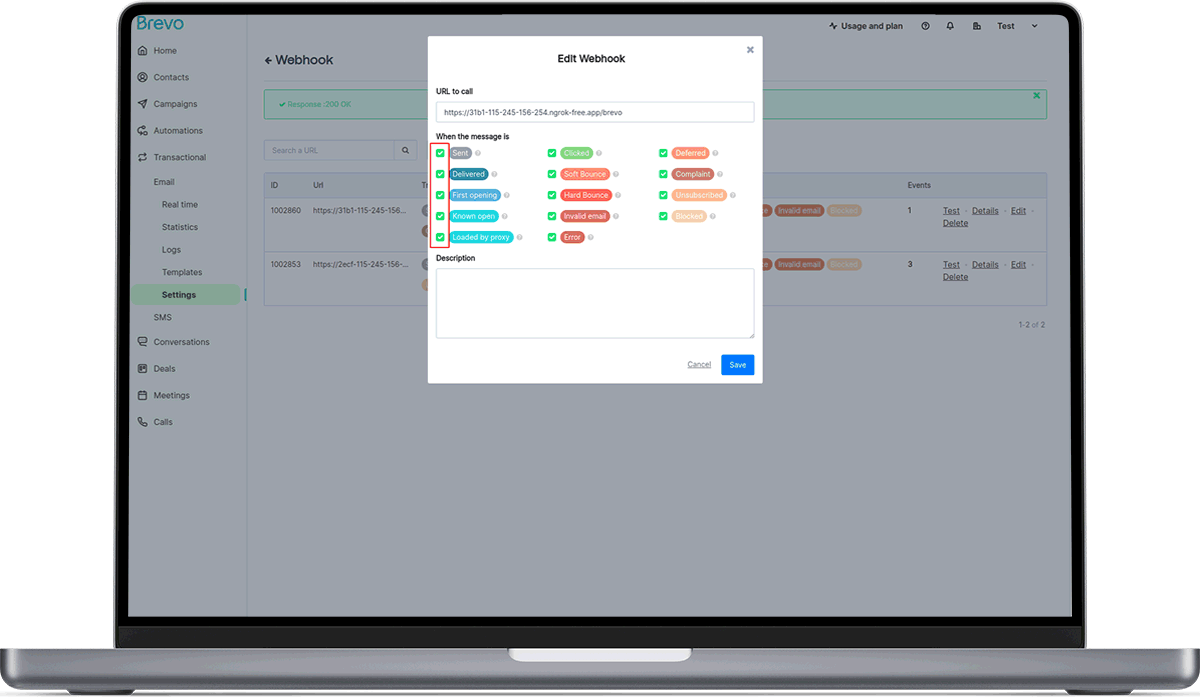 Brevo
Usage and plan
Test
Home
Contacts
Campaigns
Automations
Transactional
Email
Real time
Statistics
Logs
Templates
Settings
SMS
Conversations
Deals
Meetings
Calls
Webhook
Response :200 OK
Search a URL
ID Url Events
1002860 https://31b1-115-245-156... Invalid email Blocked 1 Test - Details - Edit -
Delete
1002853 https://2ecf-115-245-156-... Invalid email Blocked 3 Test - Details - Edit -
Delete
1-2 of 2
Edit Webhook
URL to call
https://31b1-115-245-156-254.ngrok-free.app/brevo
When the message is
Sent Clicked Deferred
Delivered Soft Bounce Complaint
First opening Hard Bounce Unsubscribed
Known open Invalid email Blocked
Loaded by proxy Error
Description
Cancel Save